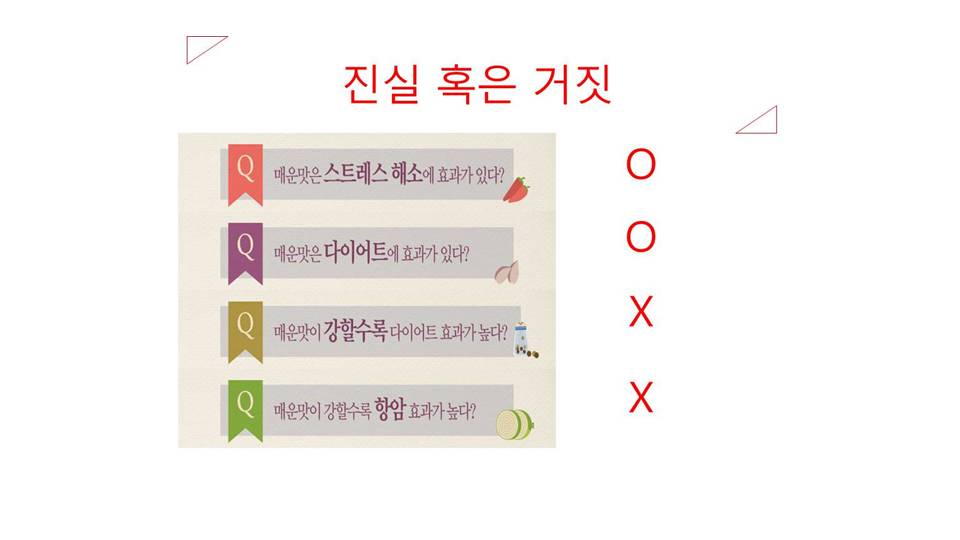 진실 혹은 거짓
Q 매운맛은 스트레스 해소에 효과가 있다? O
Q 매운맛은 다이어트에 효과가 있다? O
Q 매운맛이 강할수록 다이어트 효과가 높다? X
Q 매운맛이 강할수록 항암 효과가 높다? X